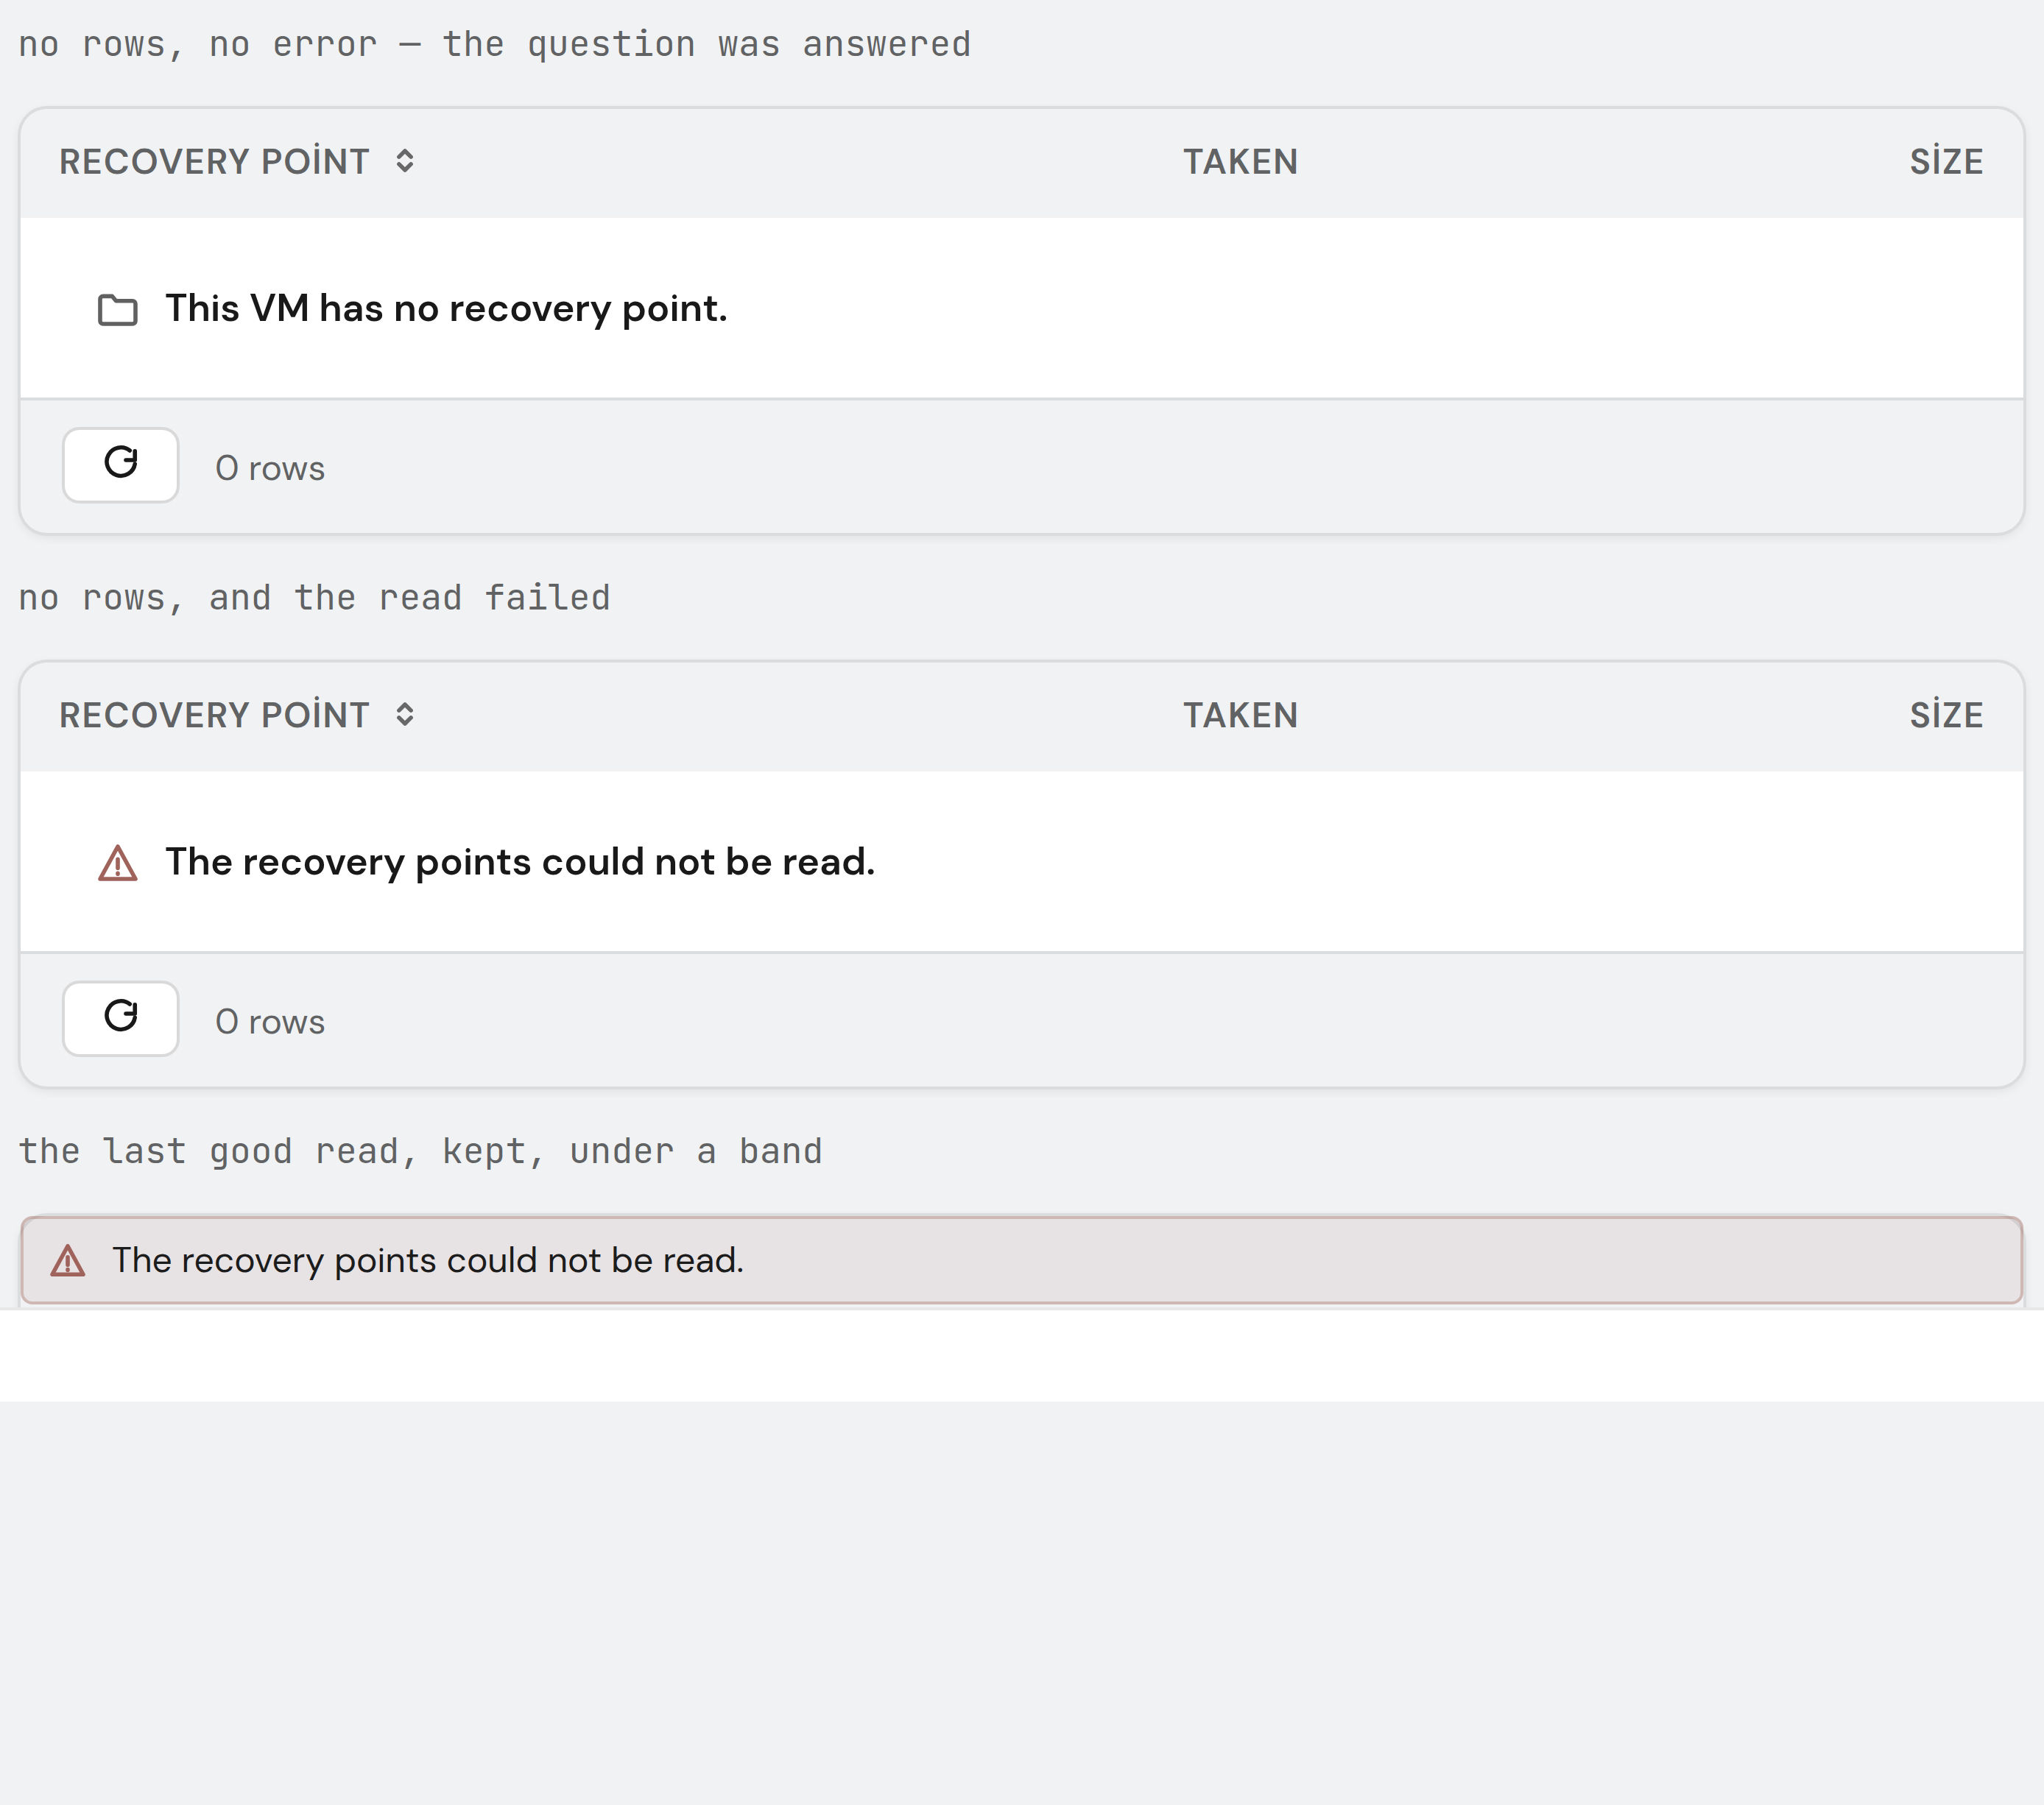 no rows, no error — the question was answered
RECOVERY POİNT TAKEN SİZE
This VM has no recovery point.
0 rows
no rows, and the read failed
RECOVERY POİNT TAKEN SİZE
The recovery points could not be read.
0 rows
the last good read, kept, under a band
The recovery points could not be read.